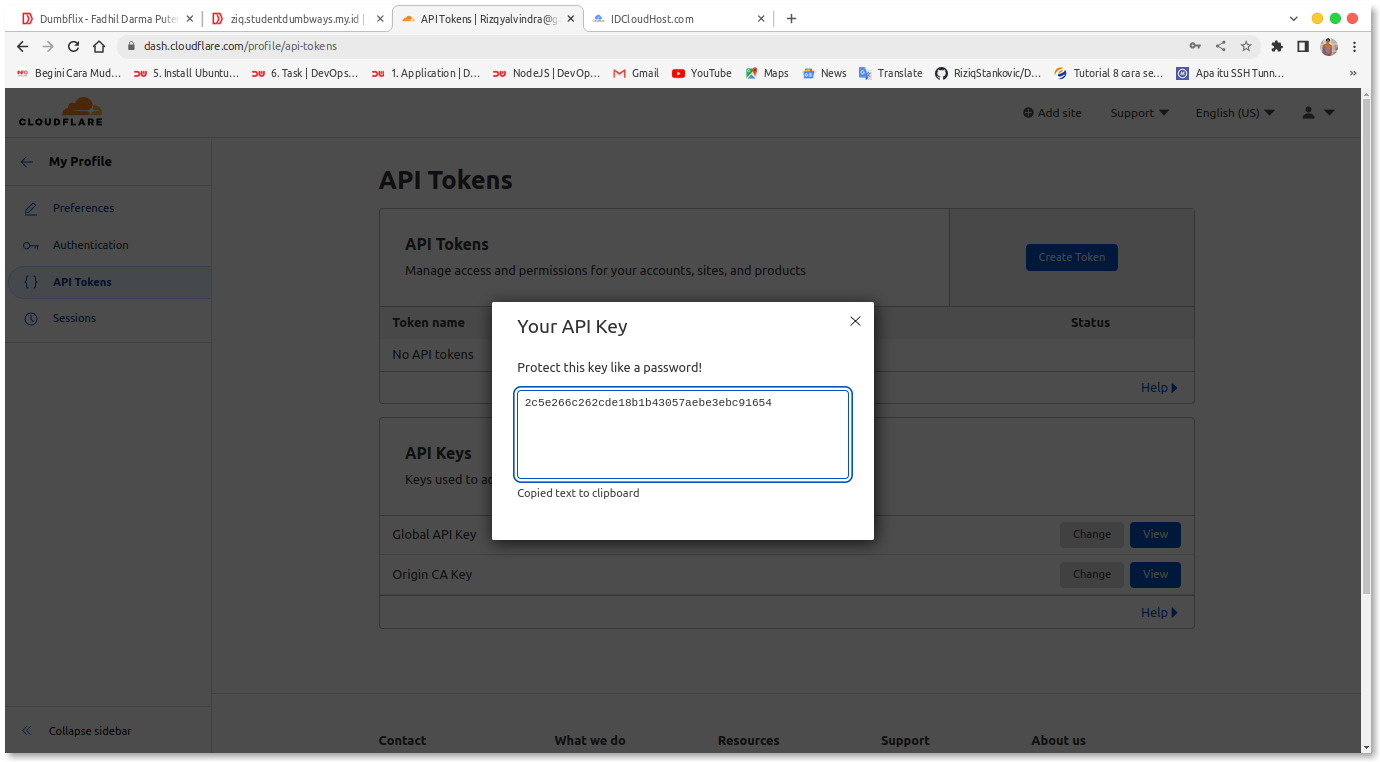 Dumbflix - Fadhil Darma Pute
ziq.studentdumbways.my.id |
API Tokens | Rizqyalvindra@g
IDCloudHost.com
dash.cloudflare.com/profile/api-tokens
Begini Cara Mud...
5. Install Ubuntu...
6. Task | DevOps...
1. Application | D...
NodeJS | DevOp...
Gmail
YouTube
Maps
News
Translate
RiziqStankovic/D...
Tutorial 8 cara se...
Apa itu SSH Tunn...
CLOUDFLARE
Add site
Support
English (US)
My Profile
Preferences
Authentication
API Tokens
Sessions
Collapse sidebar
API Tokens
API Tokens
Manage access and permissions for your accounts, sites, and products
Create Token
Token name
Status
No API tokens
Help
Your API Key
Protect this key like a password!
2c5e266c262cde18b1b43057aebe3ebc91654
Copied text to clipboard
API Keys
Keys used to ac
Global API Key
Change
View
Origin CA Key
Change
View
Help
Contact
What we do
Resources
Support
About us